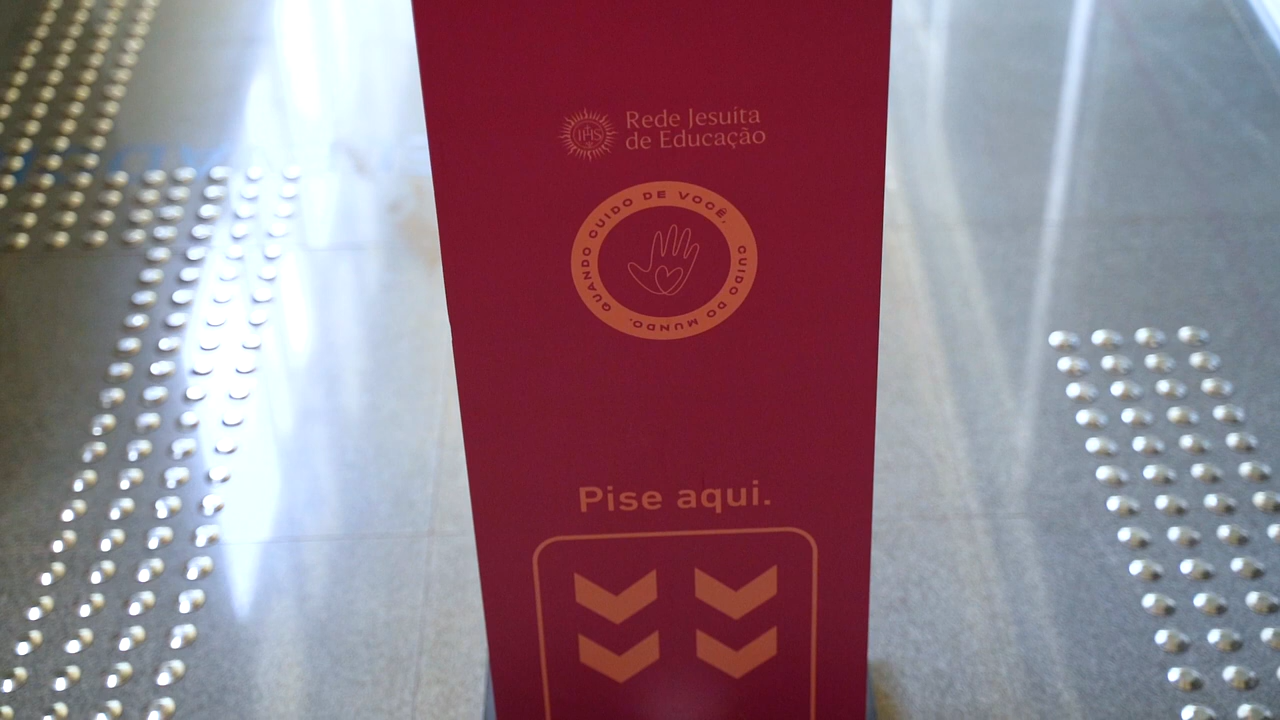 IHS
Rede Jesuíta
de Educação
QUANDO CUIDO DE VOCÊ, CUIDO DO MUNDO.
Pise aqui.